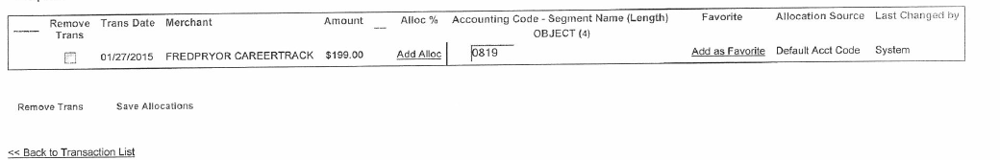 Remove Trans Trans Date Merchant Amount Alloc % Accounting Code - Segment Name (Length) OBJECT (4) Favorite Allocation Source Last Changed by
01/27/2015 FREDPRYOR CAREERTRACK $199.00 Add Alloc 0819 Add as Favorite Default Acct Code System
Remove Trans Save Allocations
<< Back to Transaction List